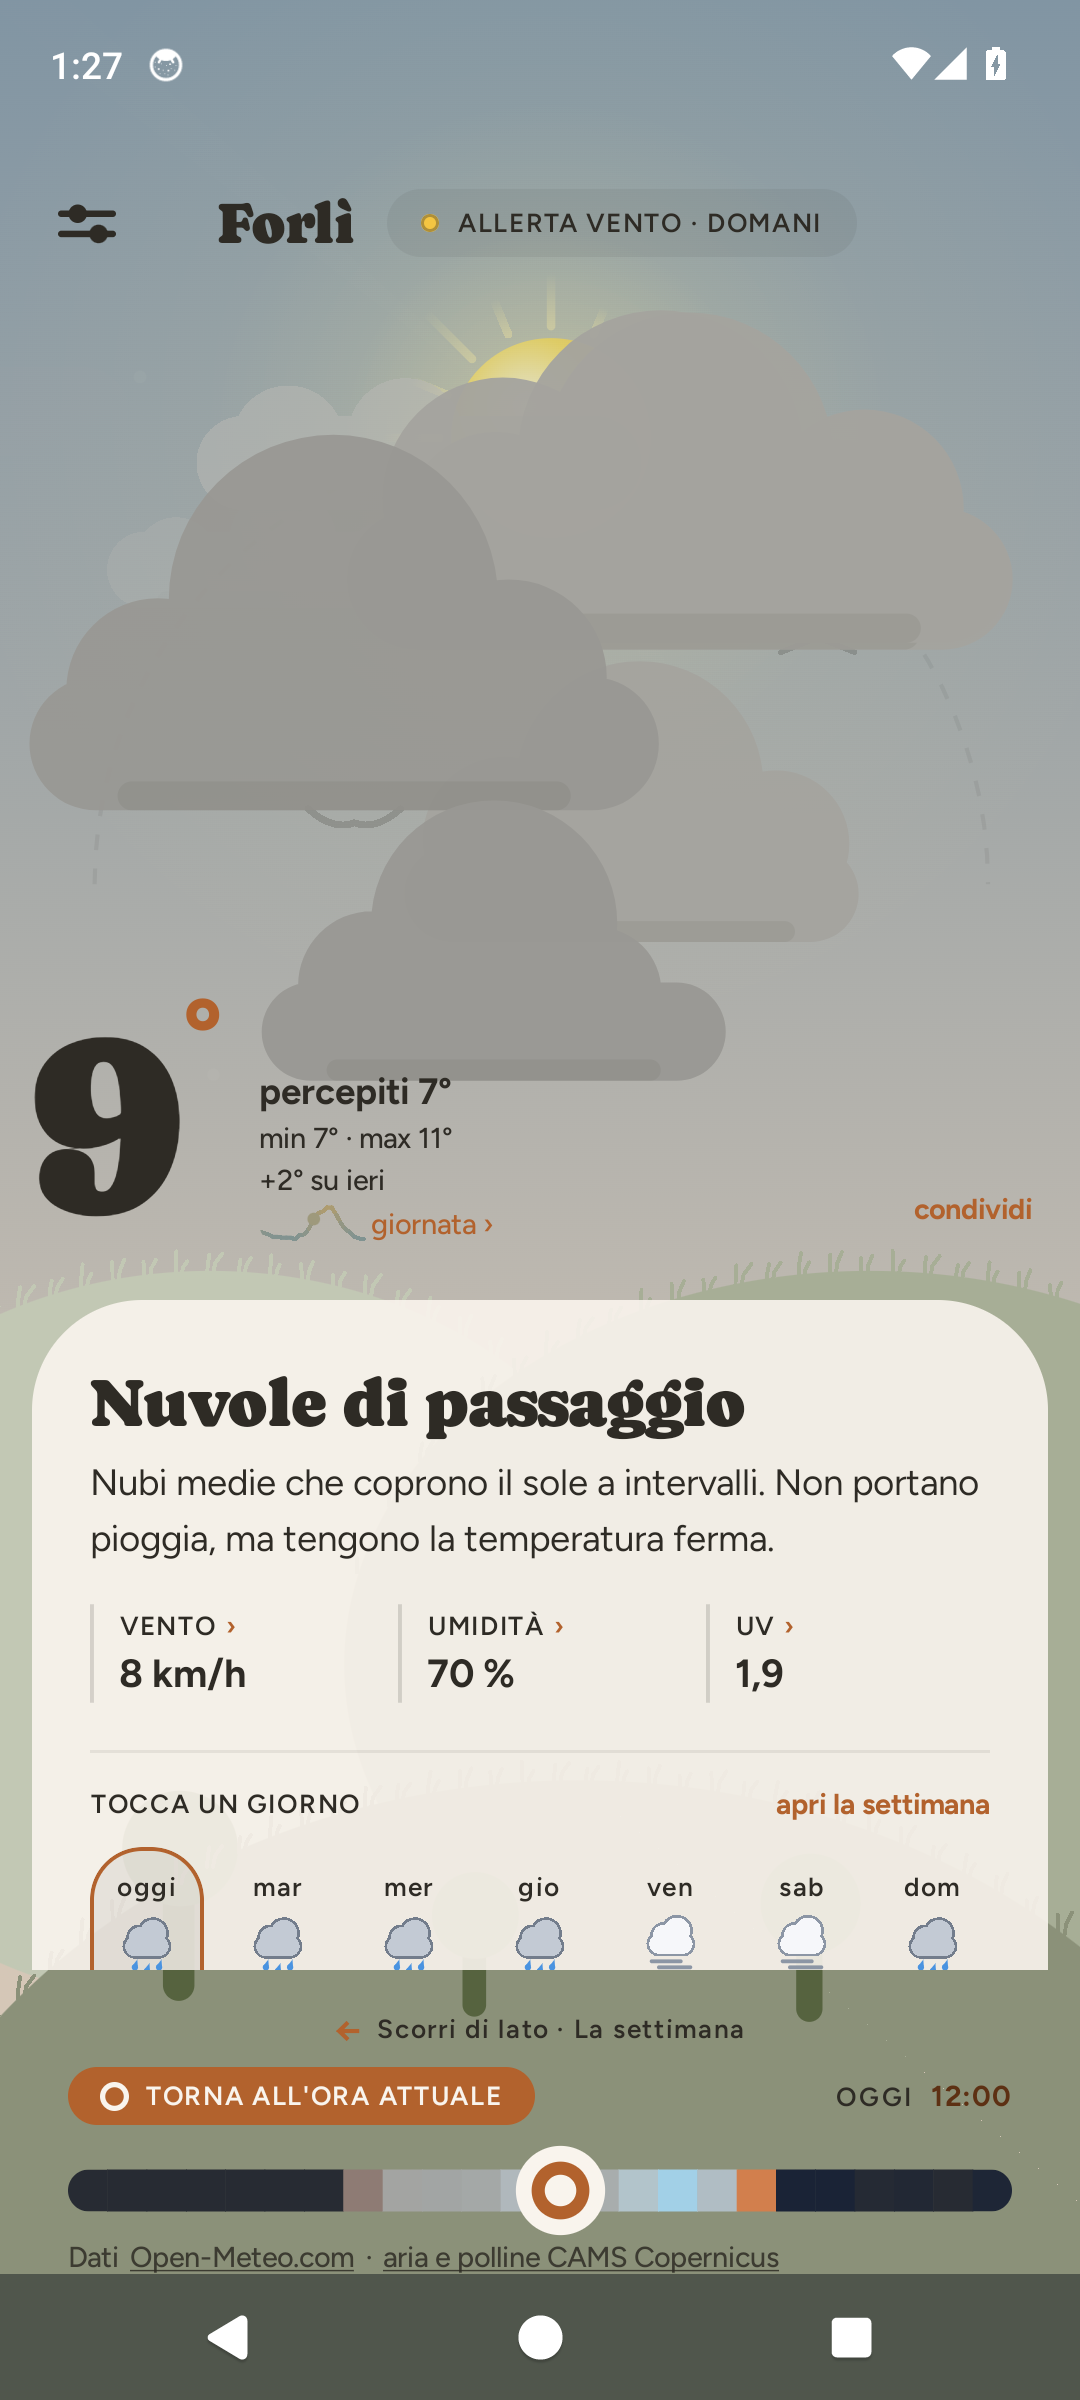 1:27
Forlì
ALLERTA VENTO · DOMANI
9°
percepiti 7°
min 7° · max 11°
+2° su ieri
giornata ›
condividi
Nuvole di passaggio
Nubi medie che coprono il sole a intervalli. Non portano
pioggia, ma tengono la temperatura ferma.
VENTO › UMIDITÀ › UV ›
8 km/h 70 % 1,9
TOCCA UN GIORNO apri la settimana
oggi mar mer gio ven sab dom
← Scorri di lato · La settimana
TORNA ALL'ORA ATTUALE OGGI 12:00
Dati Open-Meteo.com · aria e polline CAMS Copernicus